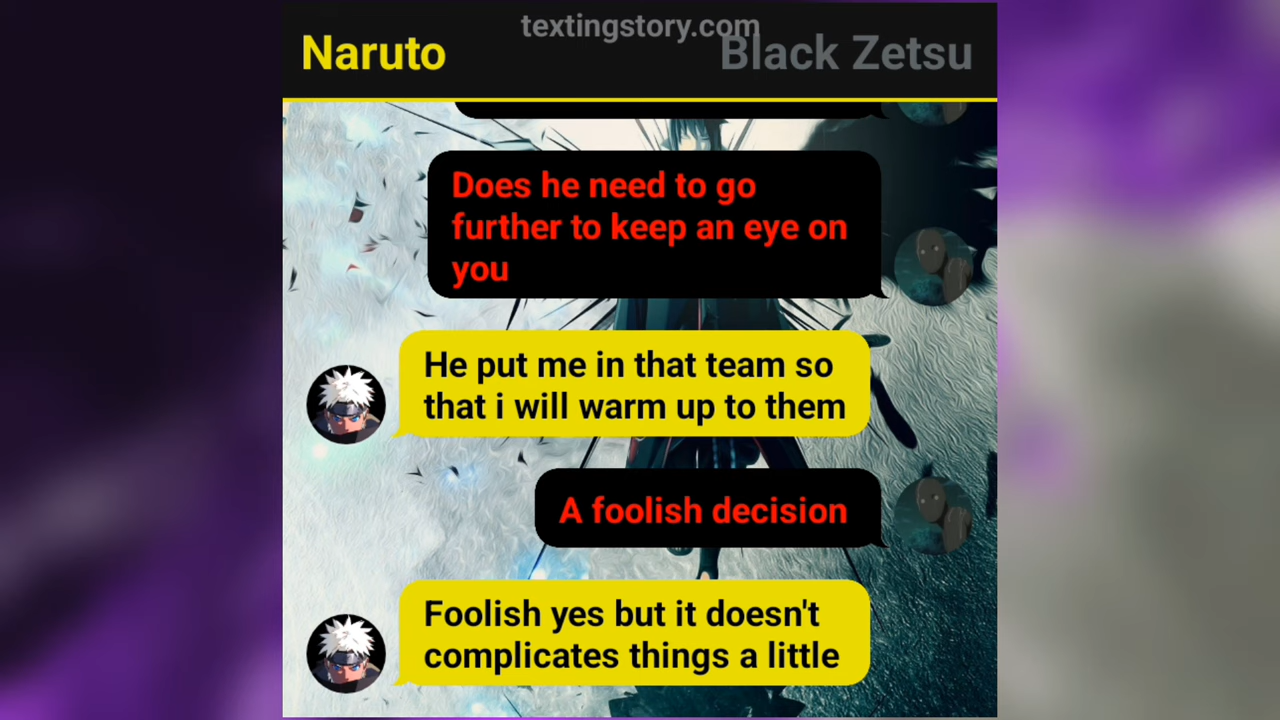 textingstory.com
Naruto
Black Zetsu
Does he need to go
further to keep an eye on
you
He put me in that team so
that i will warm up to them
A foolish decision
Foolish yes but it doesn't
complicates things a little